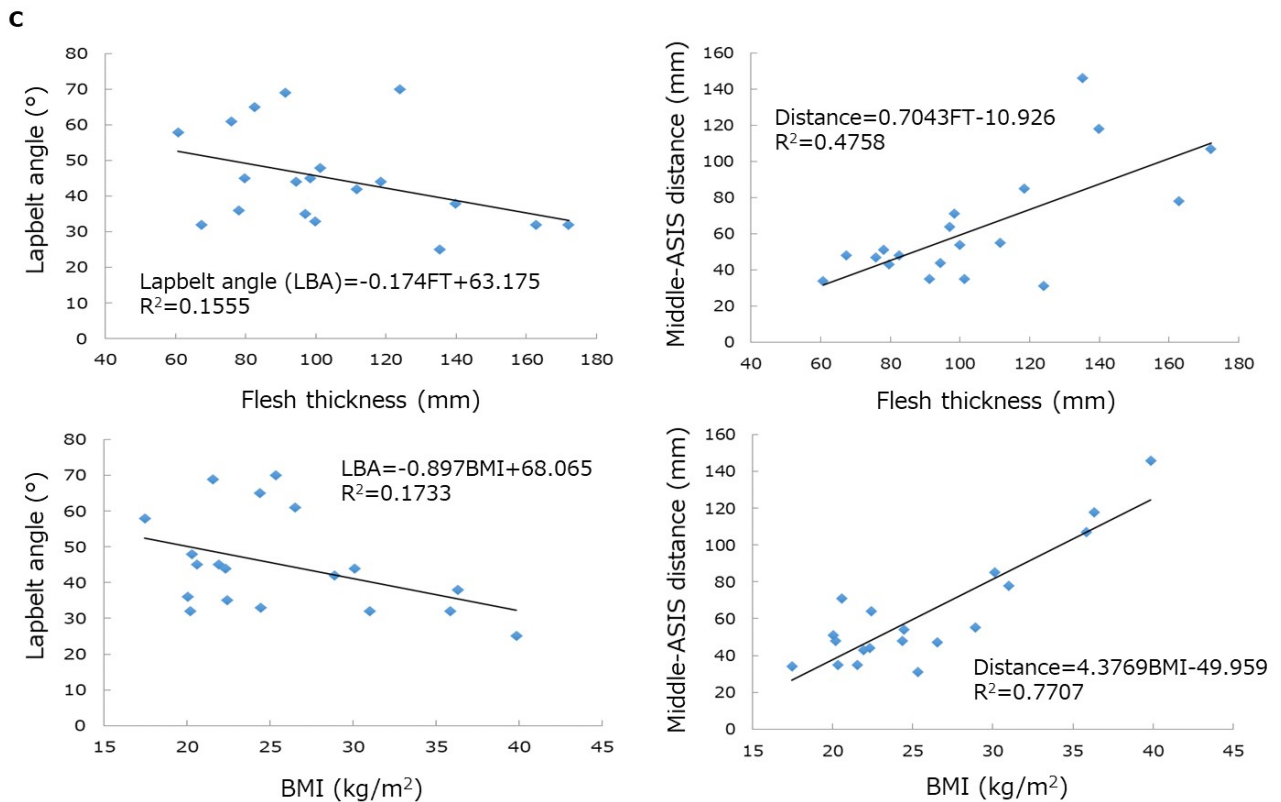 C
Lapbelt angle (°)
80
70
60
50
40
30
20
10
0
Lapbelt angle (LBA)=-0.174FT+63.175
R²=0.1555
40 60 80 100 120 140 160 180
Flesh thickness (mm)
Middle-ASIS distance (mm)
160
140
120
100
80
60
40
20
0
Distance=0.7043FT-10.926
R²=0.4758
40 60 80 100 120 140 160 180
Flesh thickness (mm)
Lapbelt angle (°)
80
70
60
50
40
30
20
10
0
LBA=-0.897BMI+68.065
R²=0.1733
15 20 25 30 35 40 45
BMI (kg/m²)
Middle-ASIS distance (mm)
160
140
120
100
80
60
40
20
0
Distance=4.3769BMI-49.959
R²=0.7707
15 20 25 30 35 40 45
BMI (kg/m²)